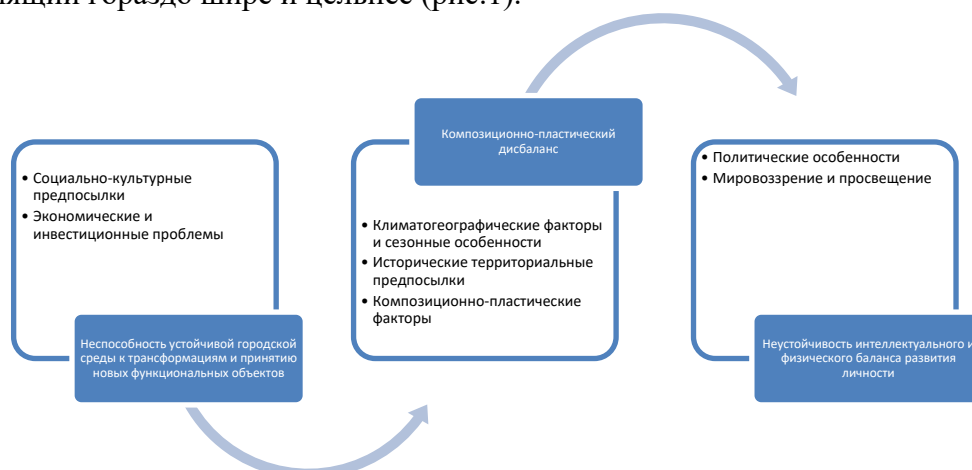 гораздо шире и цельнее (рис.1).
• Социально-культурные
предпосылки
• Экономические и
инвестиционные проблемы
Неспособность устойчивой городской
среды к трансформациям и принятию
новых функциональных объектов
Композиционно-пластический
дисбаланс
• Климатогеографические факторы
и сезонные особенности
• Исторические территориальные
предпосылки
• Композиционно-пластические
факторы
• Политические особенности
• Мировоззрение и просвещение
Неустойчивость интеллектуального и
физического баланса развития
личности